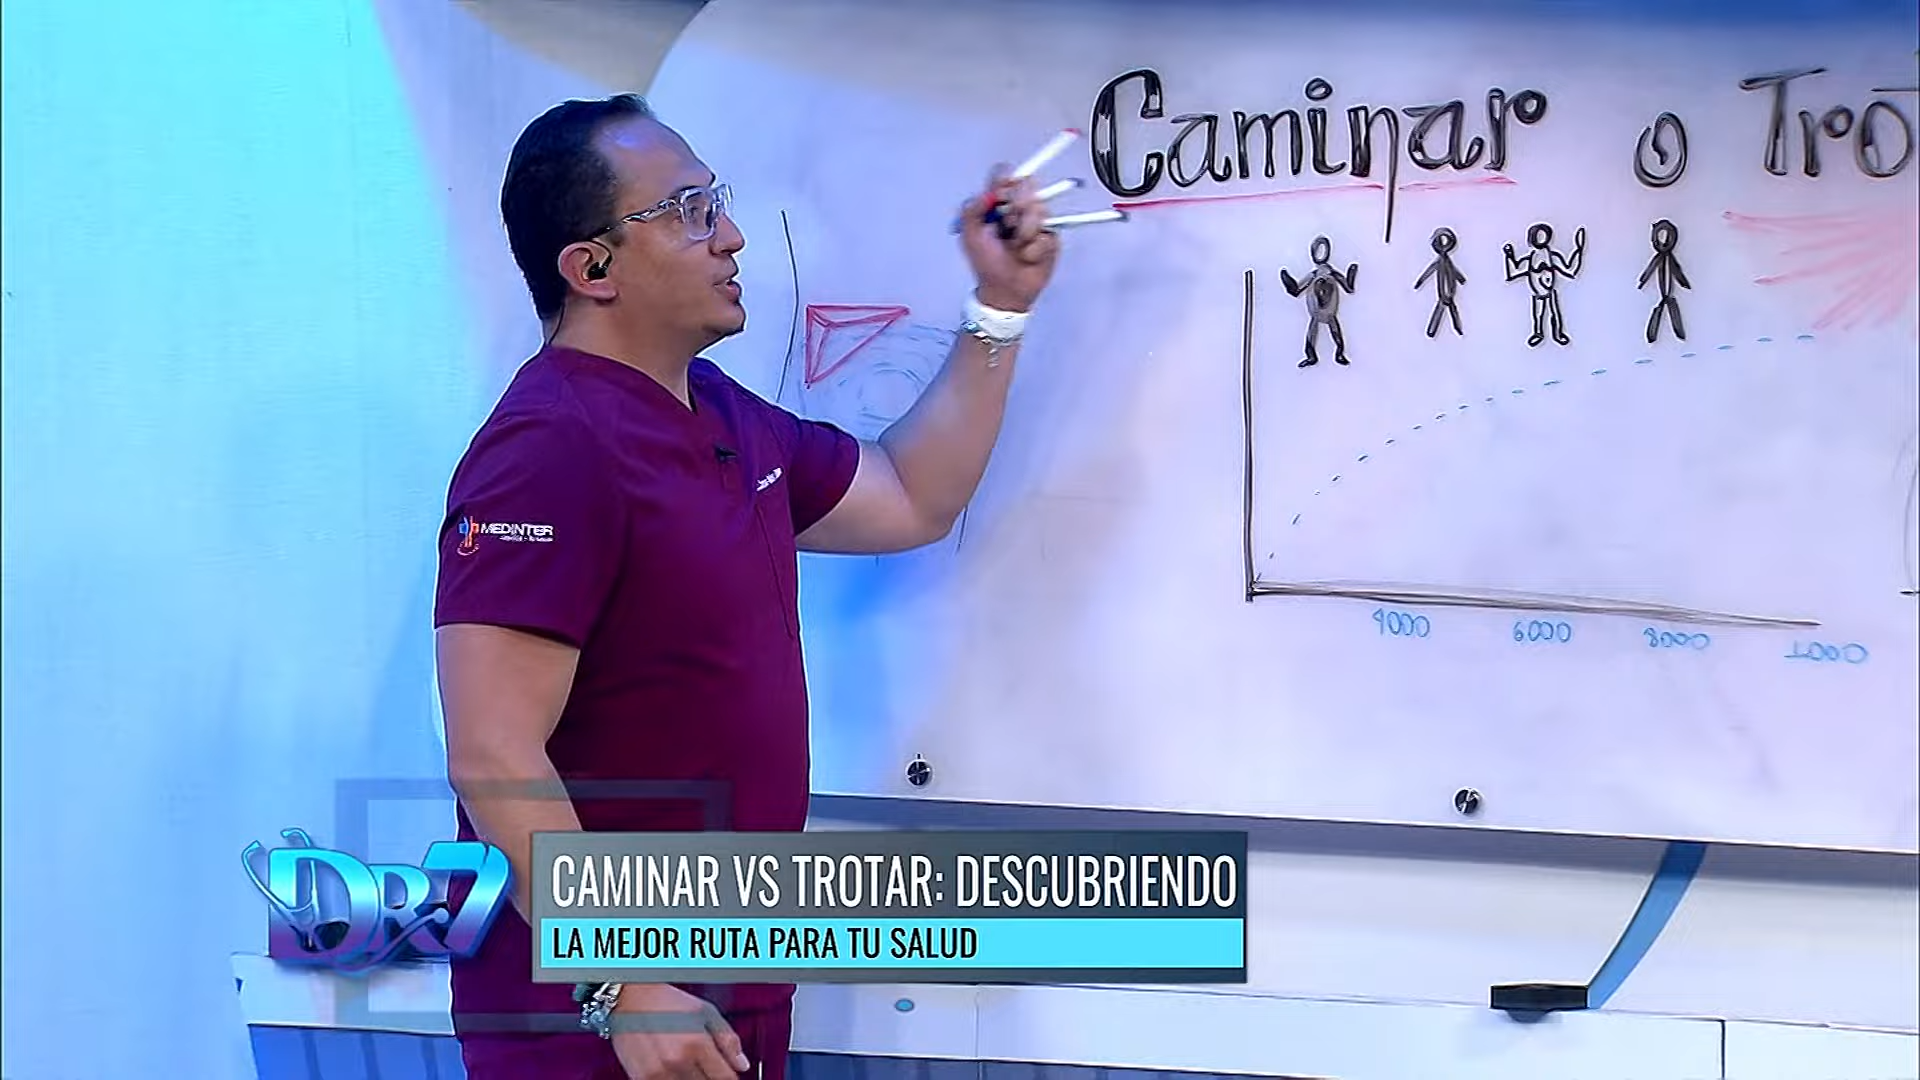 Caminar o Tro
4000 6000 8000 1000
MEDINTER
DR7
CAMINAR VS TROTAR: DESCUBRIENDO
LA MEJOR RUTA PARA TU SALUD